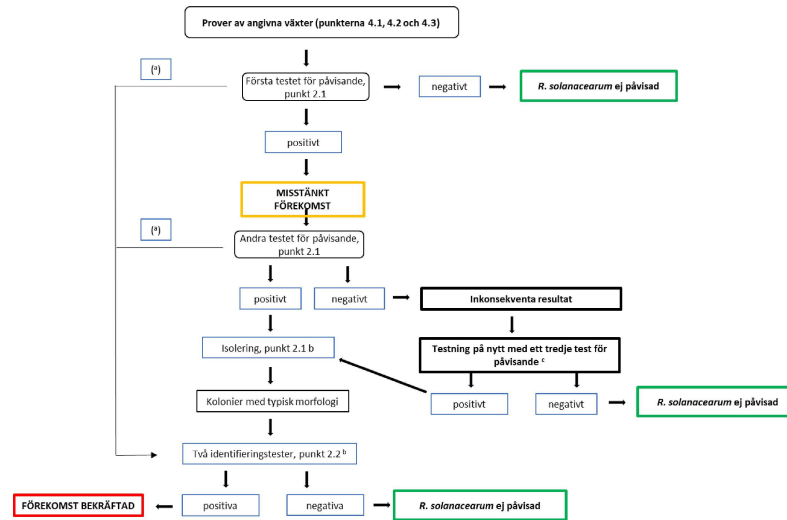 Prover av angivna växter (punkterna 4.1, 4.2 och 4.3)
(ᵃ)
Första testet för påvisande,
punkt 2.1
negativt
R. solanacearum ej påvisad
positivt
MISSTÄNKT
FÖREKOMST
(ᵃ)
Andra testet för påvisande,
punkt 2.1
positivt
negativt
Inkonsekventa resultat
Isolering, punkt 2.1 b
Testning på nytt med ett tredje test för
påvisande ᶜ
Kolonier med typisk morfologi
positivt
negativt
R. solanacearum ej påvisad
Två identifieringstester, punkt 2.2 ᵇ
FÖREKOMST BEKRÄFTAD
positiva
negativa
R. solanacearum ej påvisad